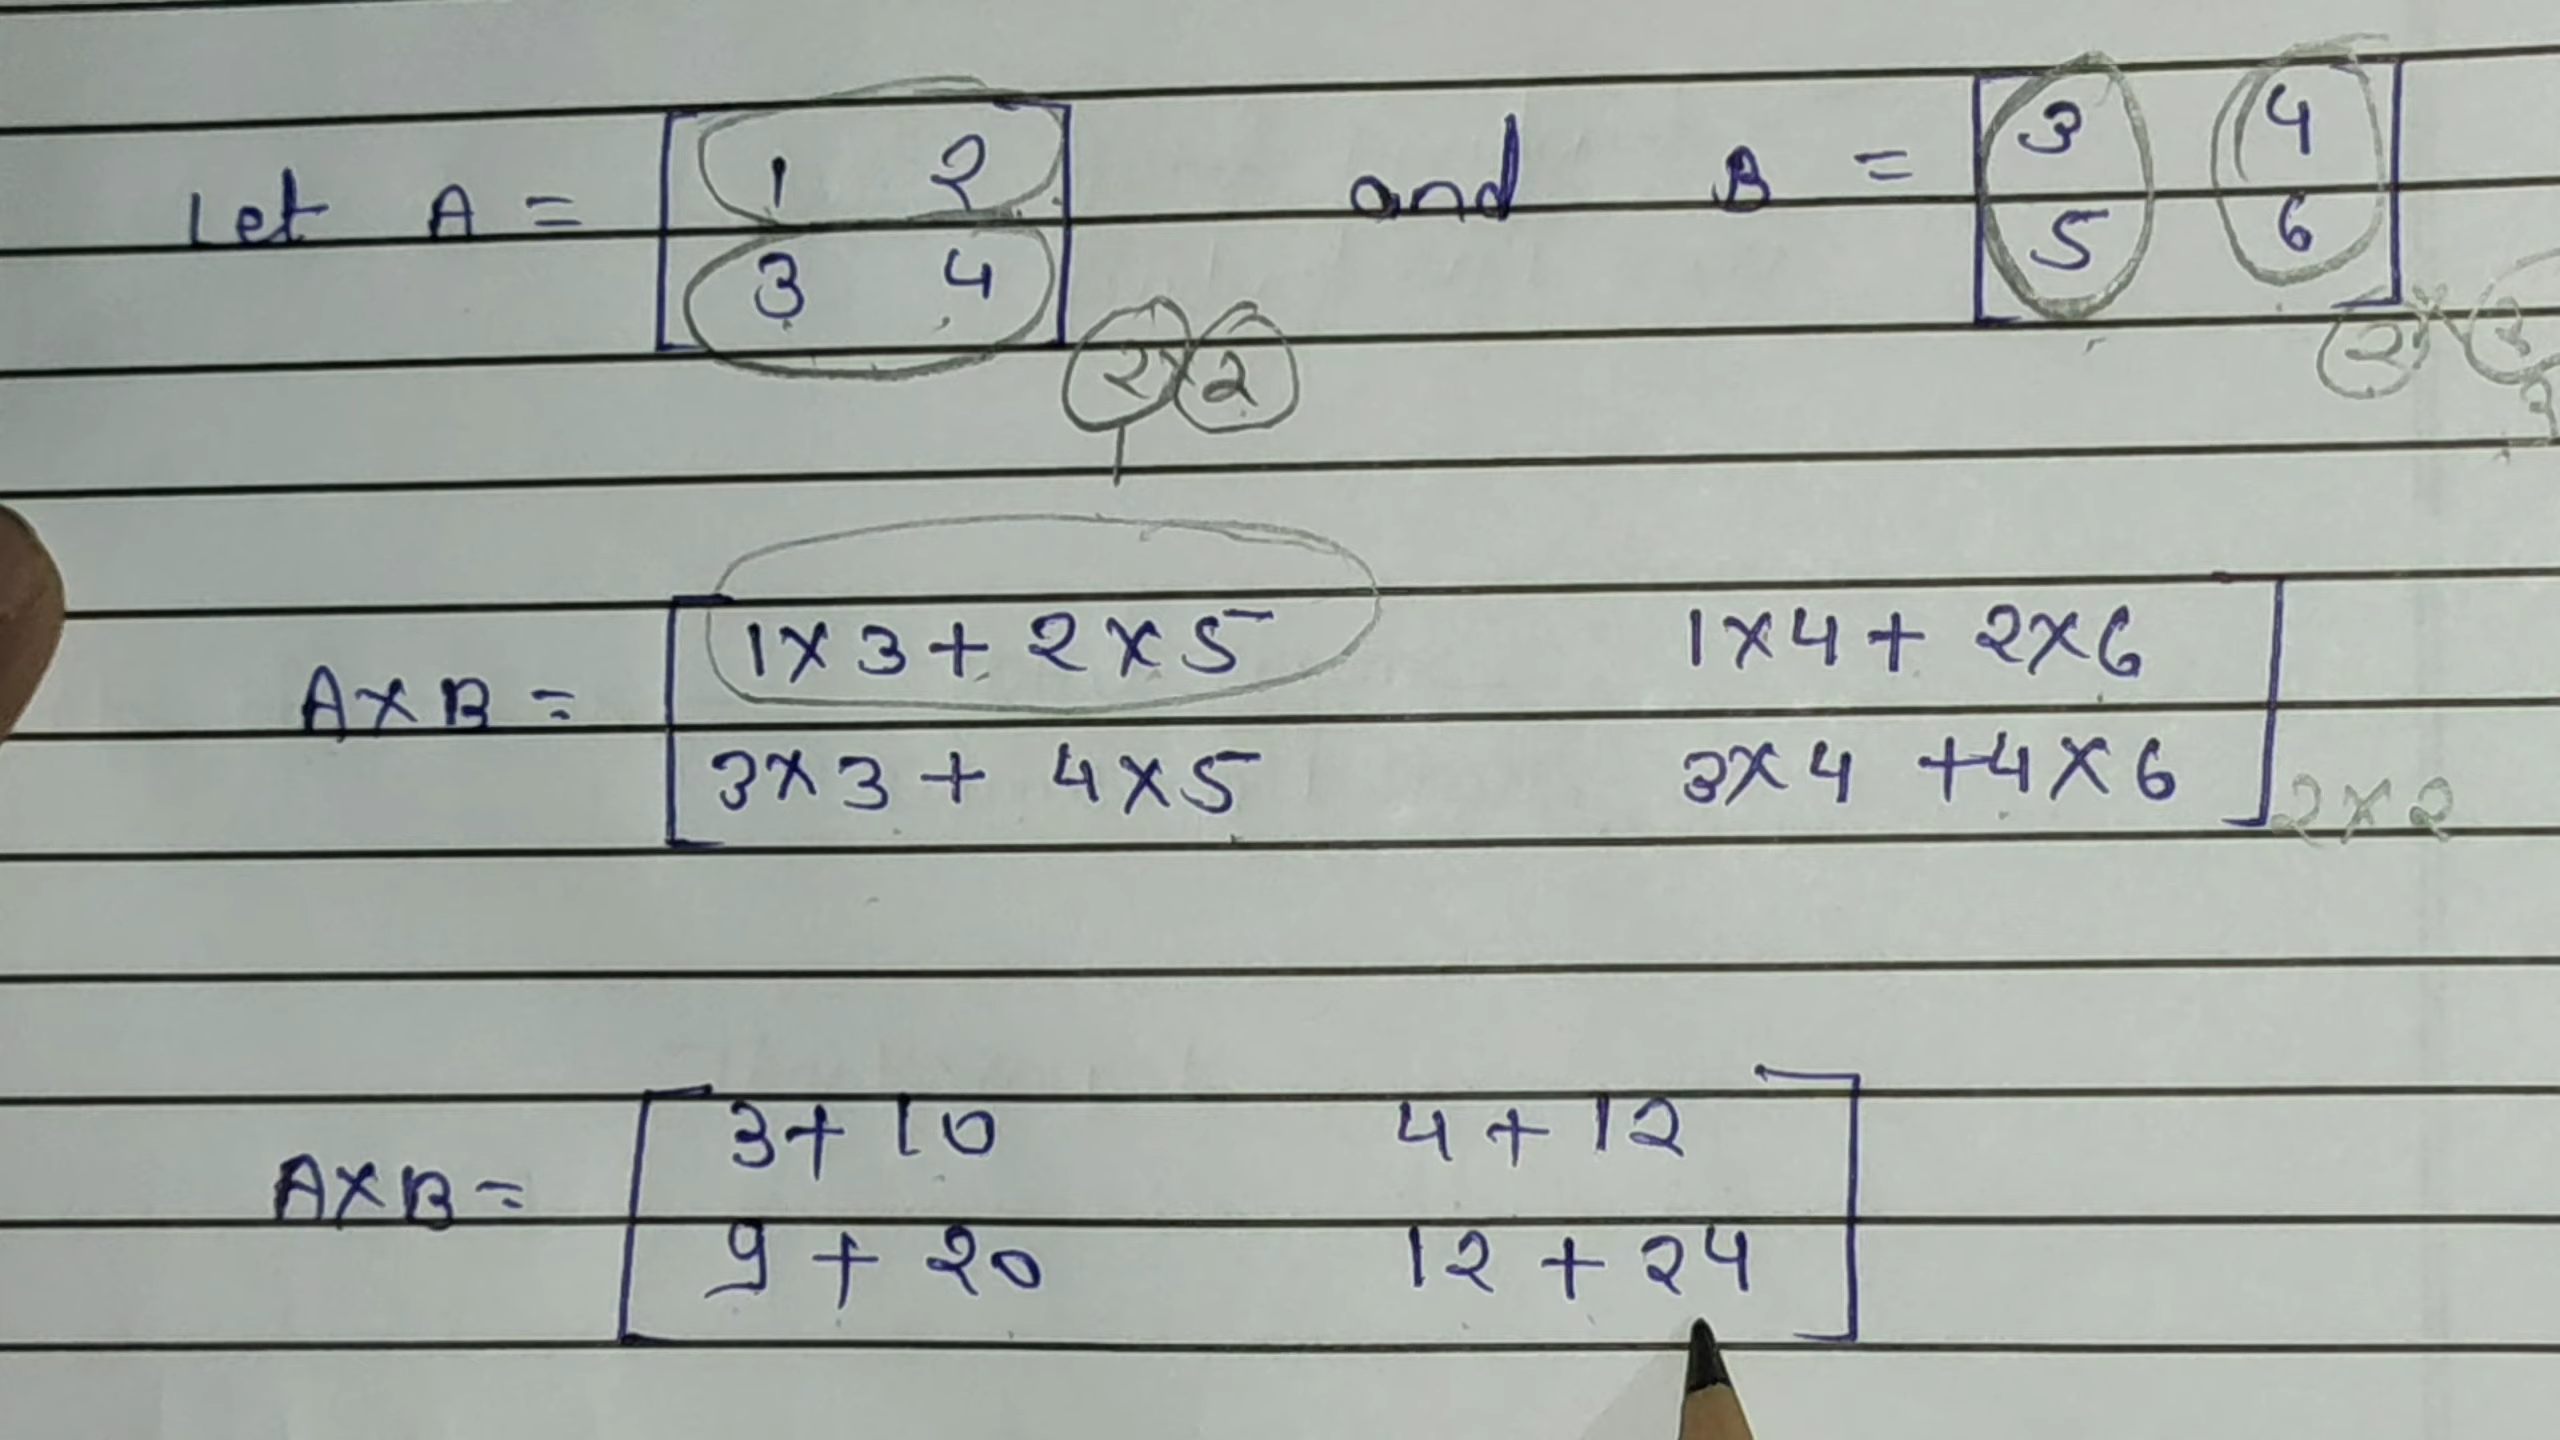 Let A = [ 1 2 and B = [ 3 4
3 4 ] 2×2 5 6 ] 2×
A×B = [ 1×3+2×5 1×4+2×6
3×3+4×5 3×4+4×6 ] 2×2
A×B = [ 3+10 4+12
9+20 12+24 ]